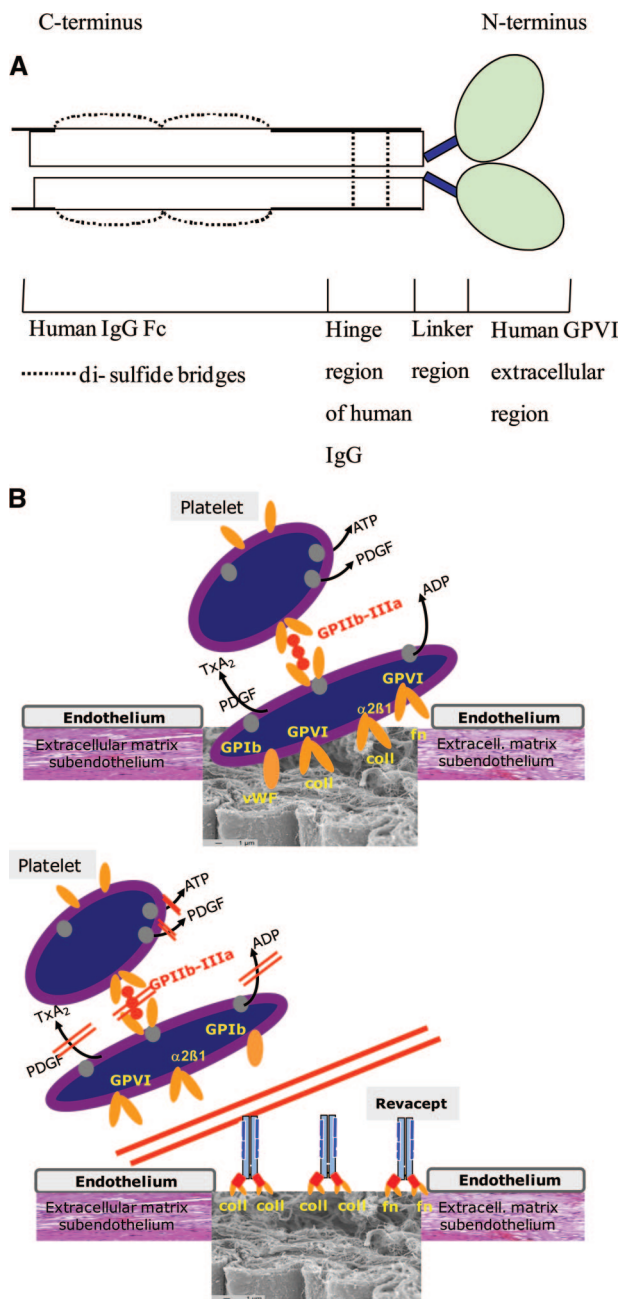 C-terminus N-terminus
A
Human IgG Fc
Hinge region of human IgG
Linker region
Human GPVI extracellular region
di-sulfide bridges
B
Platelet
ATP
PDGF
ADP
GPIIb-IIIa
TxA2
PDGF
GPVI
α2ß1
GPVI
GPIb
fn
coll
coll
vWF
Endothelium
Extracellular matrix
subendothelium
Endothelium
Extracell. matrix
subendothelium
1 µm
Platelet
ATP
PDGF
ADP
GPIIb-IIIa
TxA2
PDGF
GPIb
α2ß1
GPVI
Revacept
Endothelium
Extracellular matrix
subendothelium
coll coll coll coll fn fn
Endothelium
Extracell. matrix
subendothelium